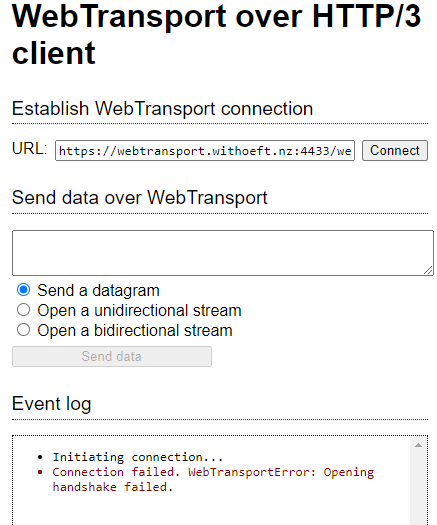 WebTransport over HTTP/3
client
Establish WebTransport connection
URL: https://webtransport.withoeft.nz:4433/we Connect
Send data over WebTransport
Send a datagram
Open a unidirectional stream
Open a bidirectional stream
Send data
Event log
Initiating connection...
Connection failed. WebTransportError: Opening
handshake failed.